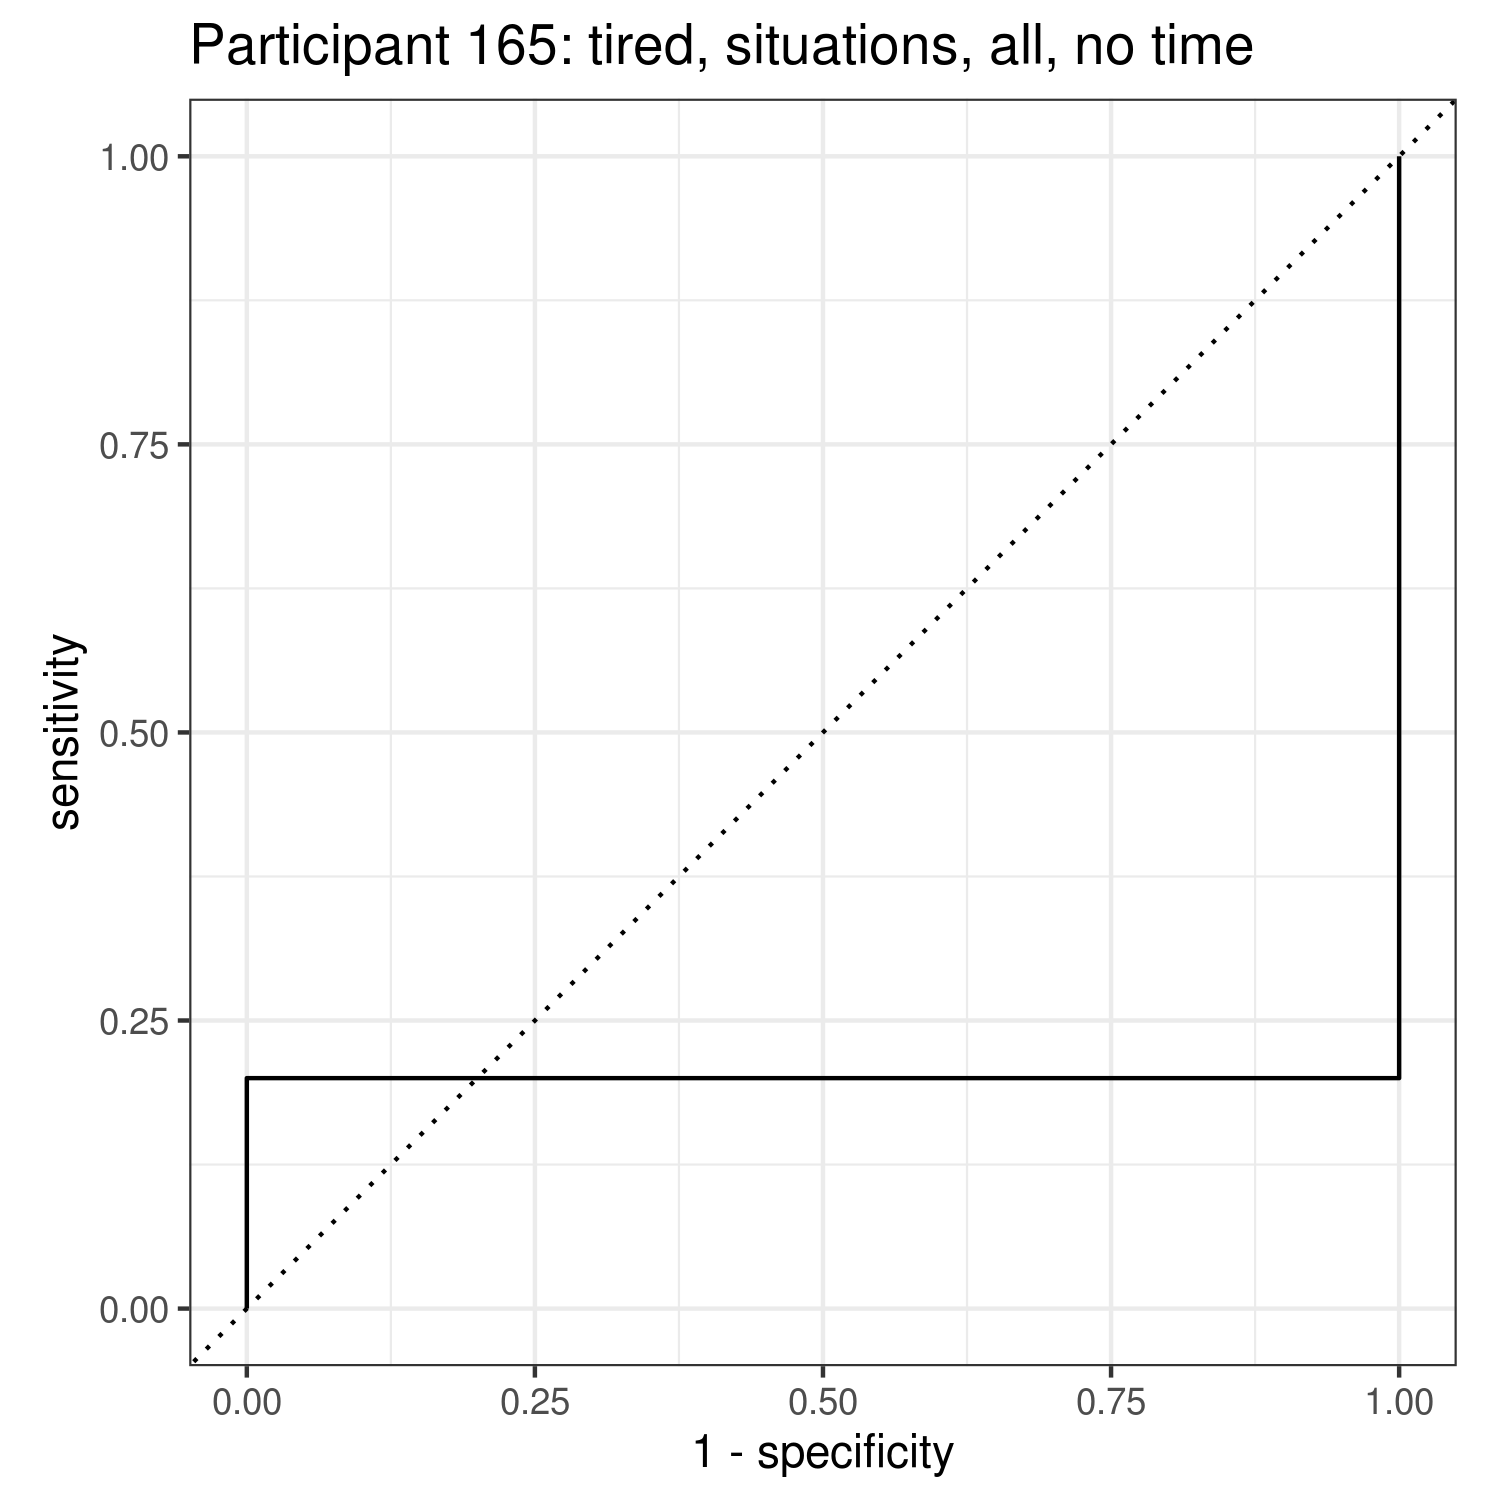 Participant 165: tired, situations, all, no time
1.00
0.75
0.50
0.25
0.00
sensitivity
0.00 0.25 0.50 0.75 1.00
1 - specificity